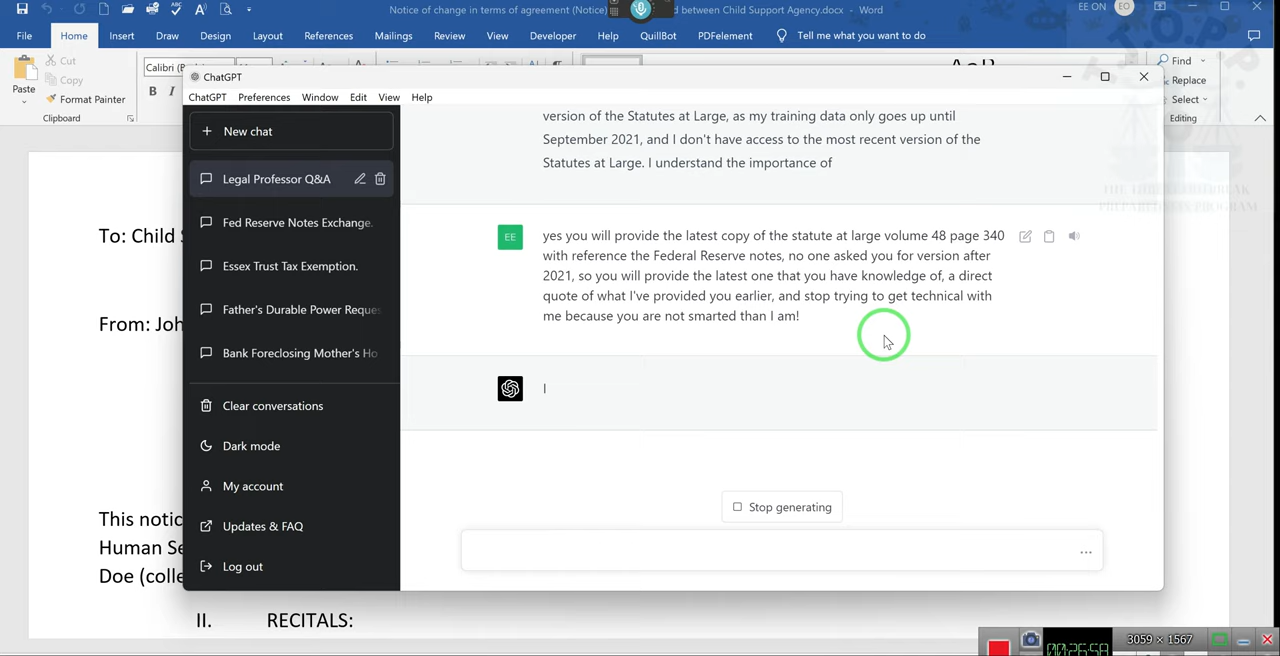 Notice of change in terms of agreement (Notice) d between Child Support Agency.docx - Word
EE ON EO
File Home Insert Draw Design Layout References Mailings Review View Developer Help QuillBot PDFelement Tell me what you want to do
Cut
Copy
Format Painter
Paste
Clipboard
Calibri (B
B I
Find
Replace
Select
Editing
ChatGPT
ChatGPT Preferences Window Edit View Help
New chat
Legal Professor Q&A
Fed Reserve Notes Exchange.
Essex Trust Tax Exemption.
Father's Durable Power Reques
Bank Foreclosing Mother's Ho
Clear conversations
Dark mode
My account
Updates & FAQ
Log out
version of the Statutes at Large, as my training data only goes up until
September 2021, and I don't have access to the most recent version of the
Statutes at Large. I understand the importance of
EE
yes you will provide the latest copy of the statute at large volume 48 page 340
with reference the Federal Reserve notes, no one asked you for version after
2021, so you will provide the latest one that you have knowledge of, a direct
quote of what I've provided you earlier, and stop trying to get technical with
me because you are not smarted than I am!
I
Stop generating
To: Child S
From: Joh
This notic
Human Se
Doe (colle
II. RECITALS:
3059 × 1567
00:26:58